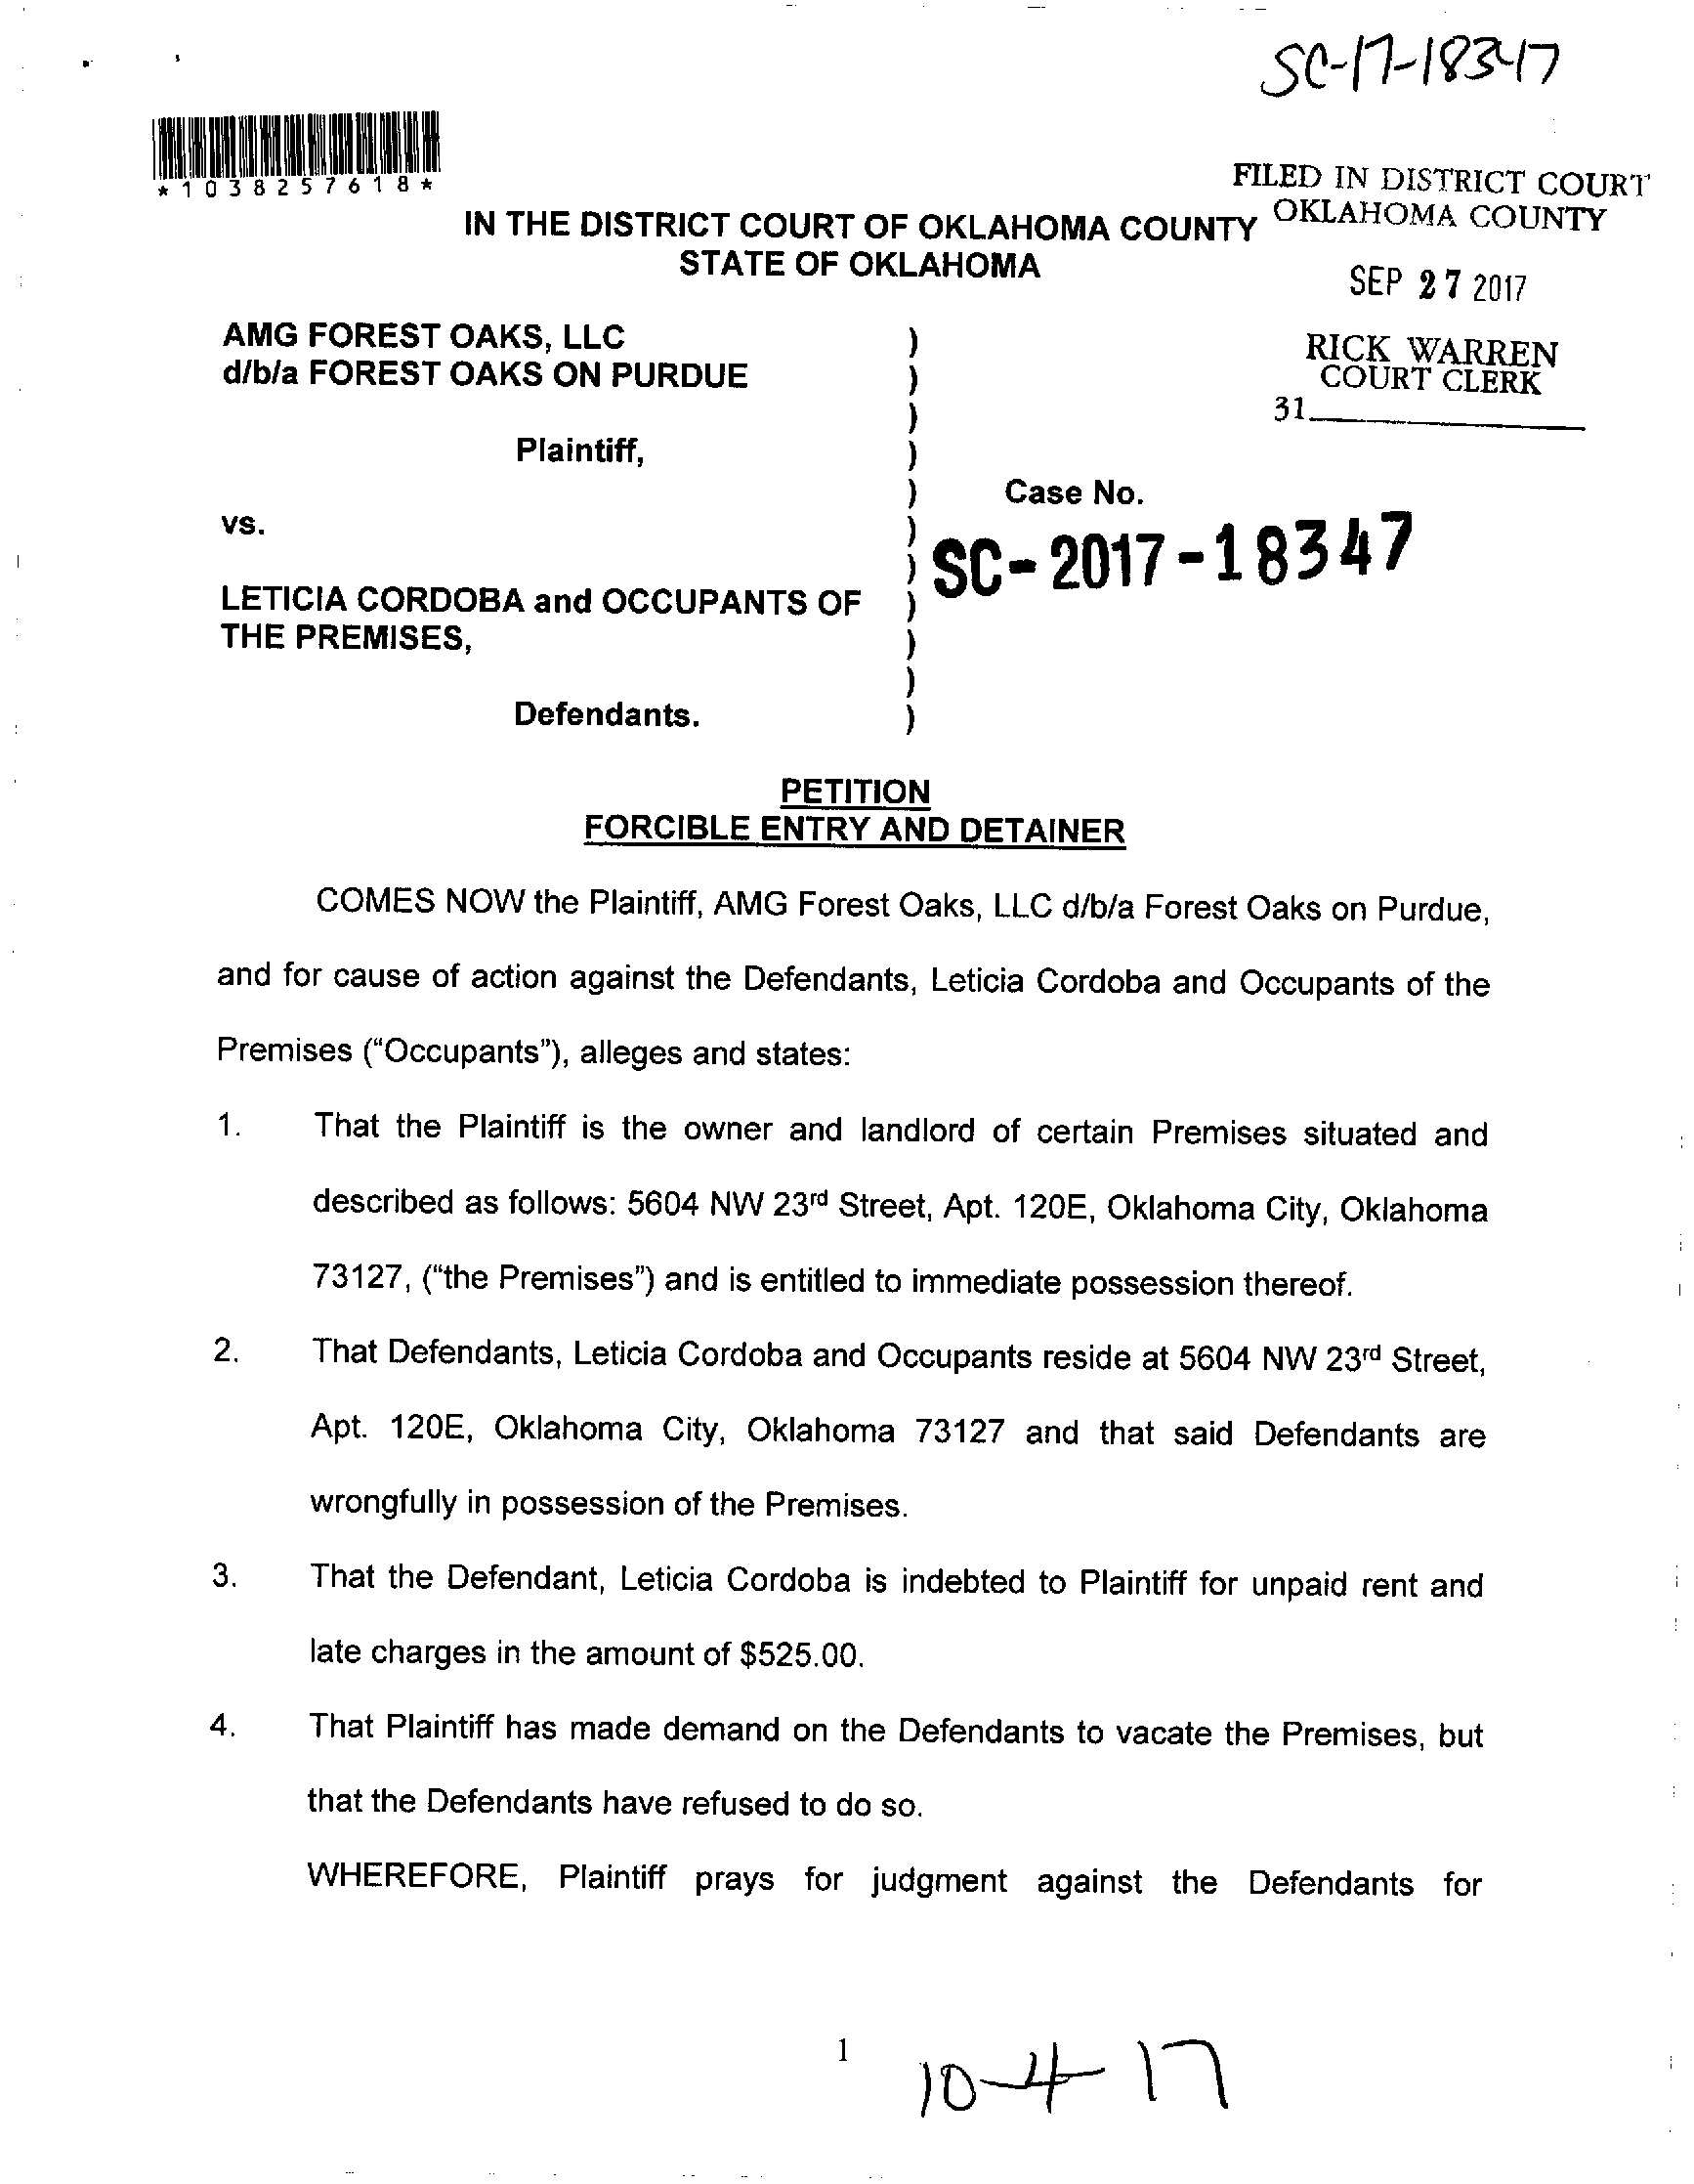 SC-17-18347
*1038257618*
FILED IN DISTRICT COURT
OKLAHOMA COUNTY
IN THE DISTRICT COURT OF OKLAHOMA COUNTY
STATE OF OKLAHOMA
SEP 27 2017
RICK WARREN
COURT CLERK
31
AMG FOREST OAKS, LLC )
d/b/a FOREST OAKS ON PURDUE )
)
Plaintiff, )
) Case No.
vs. )
) SC-2017-18347
LETICIA CORDOBA and OCCUPANTS OF )
THE PREMISES, )
)
Defendants. )
PETITION
FORCIBLE ENTRY AND DETAINER
COMES NOW the Plaintiff, AMG Forest Oaks, LLC d/b/a Forest Oaks on Purdue,
and for cause of action against the Defendants, Leticia Cordoba and Occupants of the
Premises ("Occupants"), alleges and states:
1. That the Plaintiff is the owner and landlord of certain Premises situated and
described as follows: 5604 NW 23rd Street, Apt. 120E, Oklahoma City, Oklahoma
73127, ("the Premises") and is entitled to immediate possession thereof.
2. That Defendants, Leticia Cordoba and Occupants reside at 5604 NW 23rd Street,
Apt. 120E, Oklahoma City, Oklahoma 73127 and that said Defendants are
wrongfully in possession of the Premises.
3. That the Defendant, Leticia Cordoba is indebted to Plaintiff for unpaid rent and
late charges in the amount of $525.00.
4. That Plaintiff has made demand on the Defendants to vacate the Premises, but
that the Defendants have refused to do so.
WHEREFORE, Plaintiff prays for judgment against the Defendants for
1
10-4-17